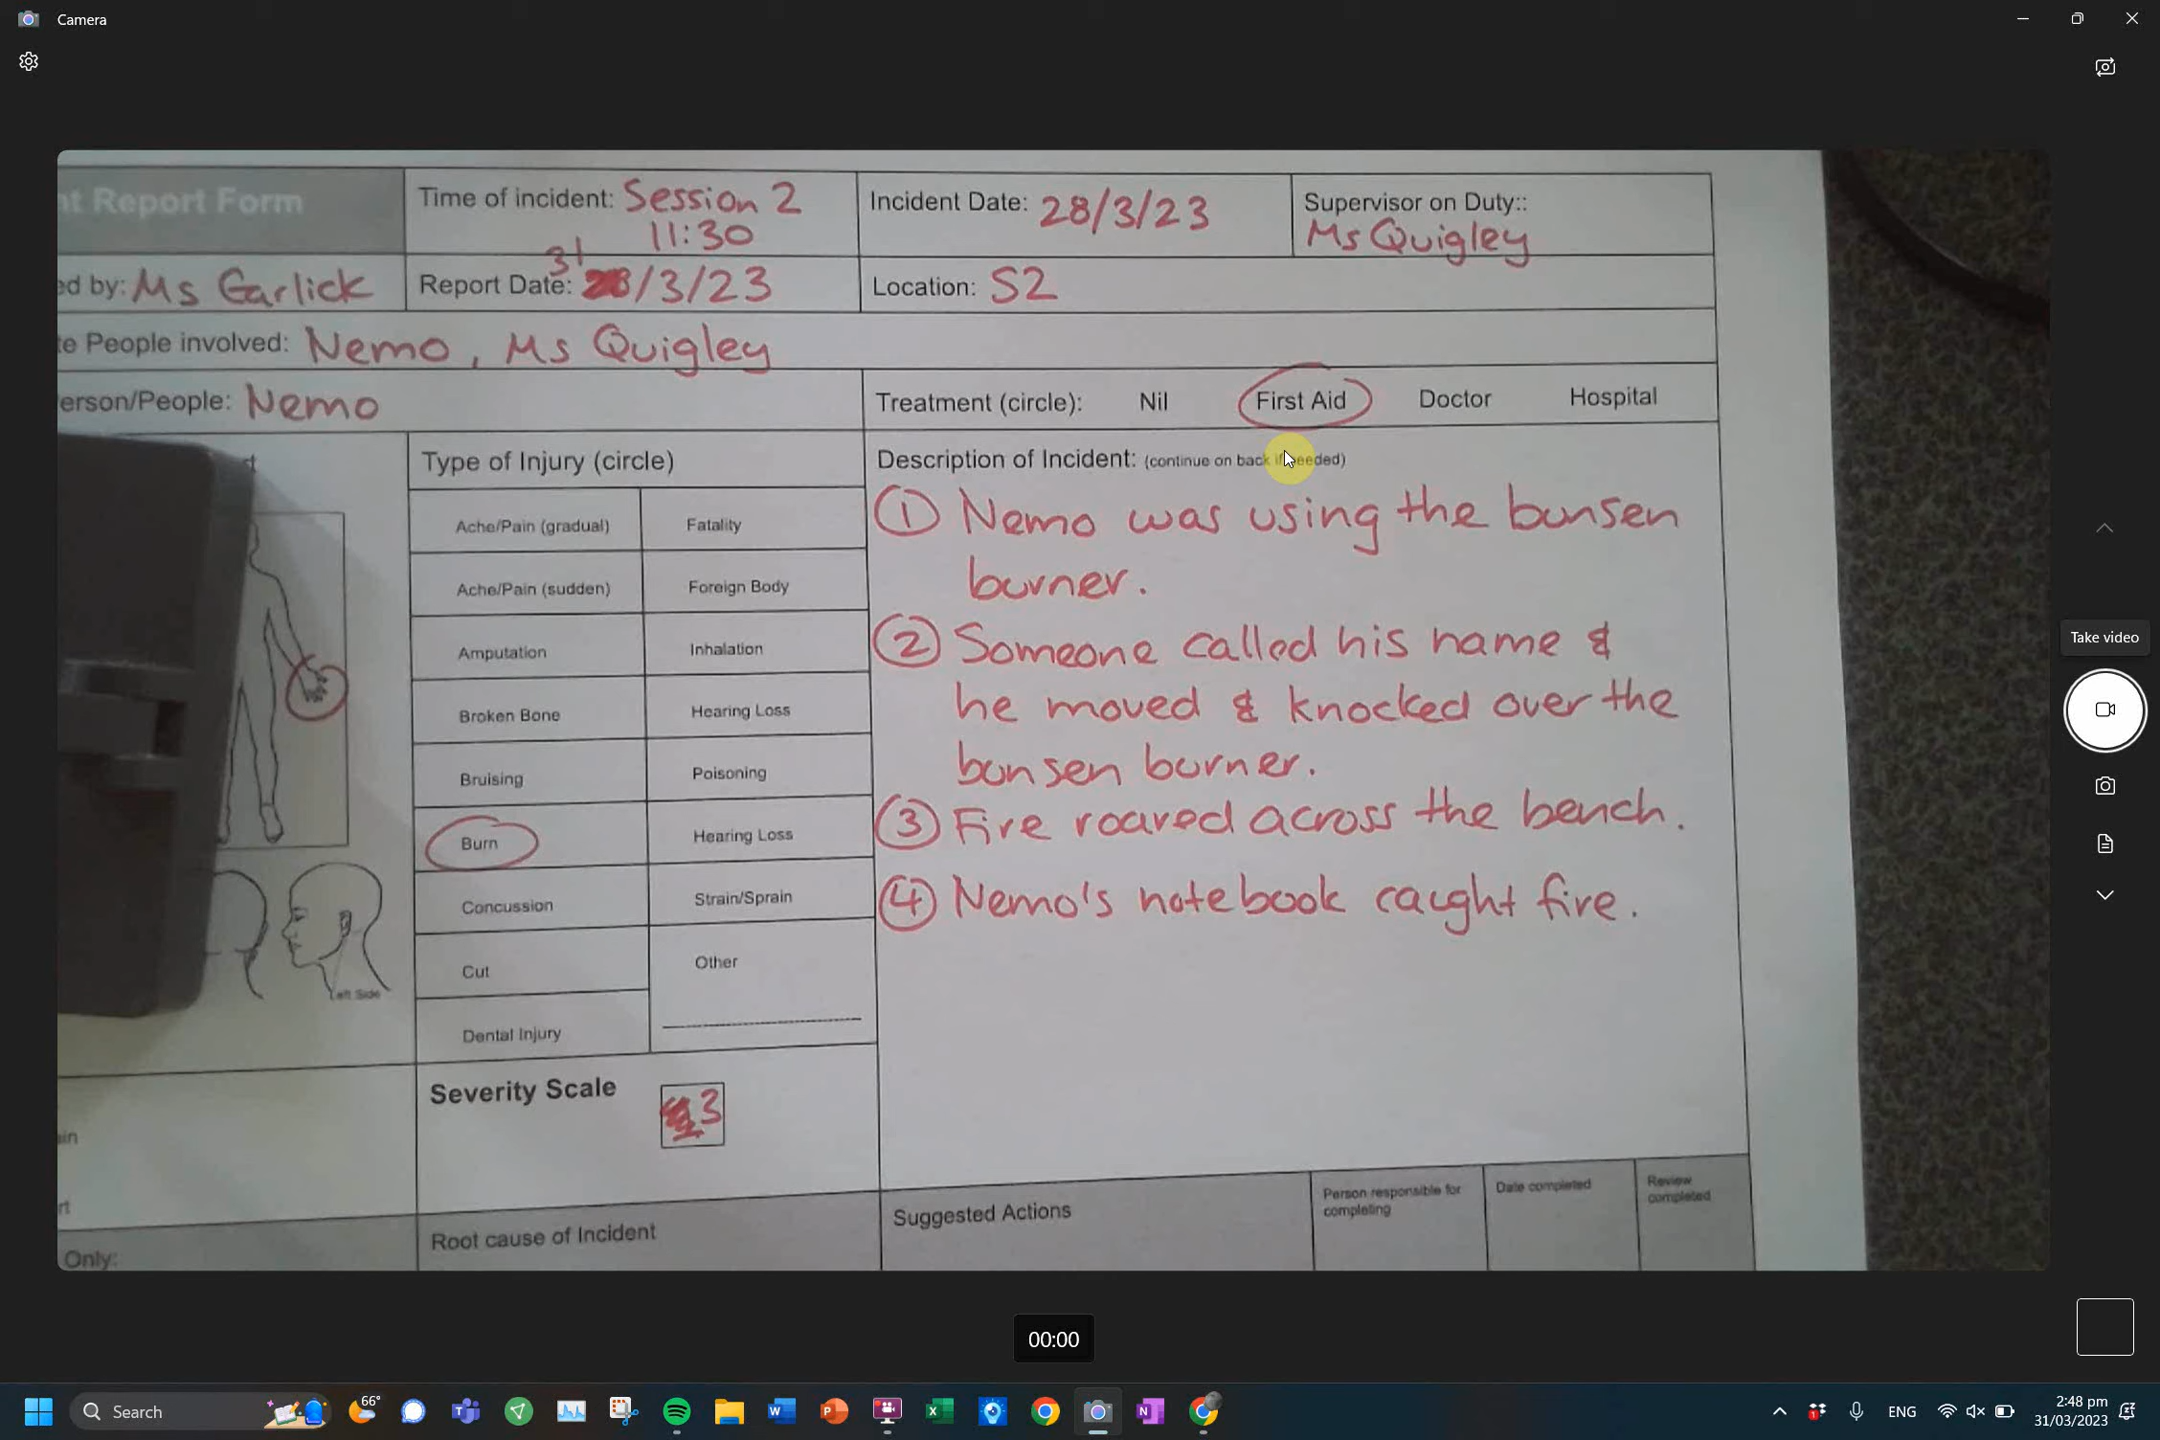 Camera
nt Report Form
Time of incident: Session 2
11:30
Incident Date: 28/3/23
Supervisor on Duty::
Ms Quigley
ed by: Ms Garlick
Report Date: 31/3/23
Location: S2
te People involved: Nemo, Ms Quigley
erson/People: Nemo
Treatment (circle): Nil First Aid Doctor Hospital
Type of Injury (circle)
Ache/Pain (gradual) Fatality
Ache/Pain (sudden) Foreign Body
Amputation Inhalation
Broken Bone Hearing Loss
Bruising Poisoning
Burn Hearing Loss
Concussion Strain/Sprain
Cut Other
Dental Injury
Left Side
Description of Incident: (continue on back if needed)
① Nemo was using the bunsen
burner.
② Someone called his name &
he moved & knocked over the
bunsen burner.
③ Fire roared across the bench.
④ Nemo's notebook caught fire.
Severity Scale 3
ain
rt
Only:
Root cause of Incident
Suggested Actions
Person responsible for
completing
Date completed
Review
completed
Take video
00:00
66°
Search
ENG
2:48 pm
31/03/2023